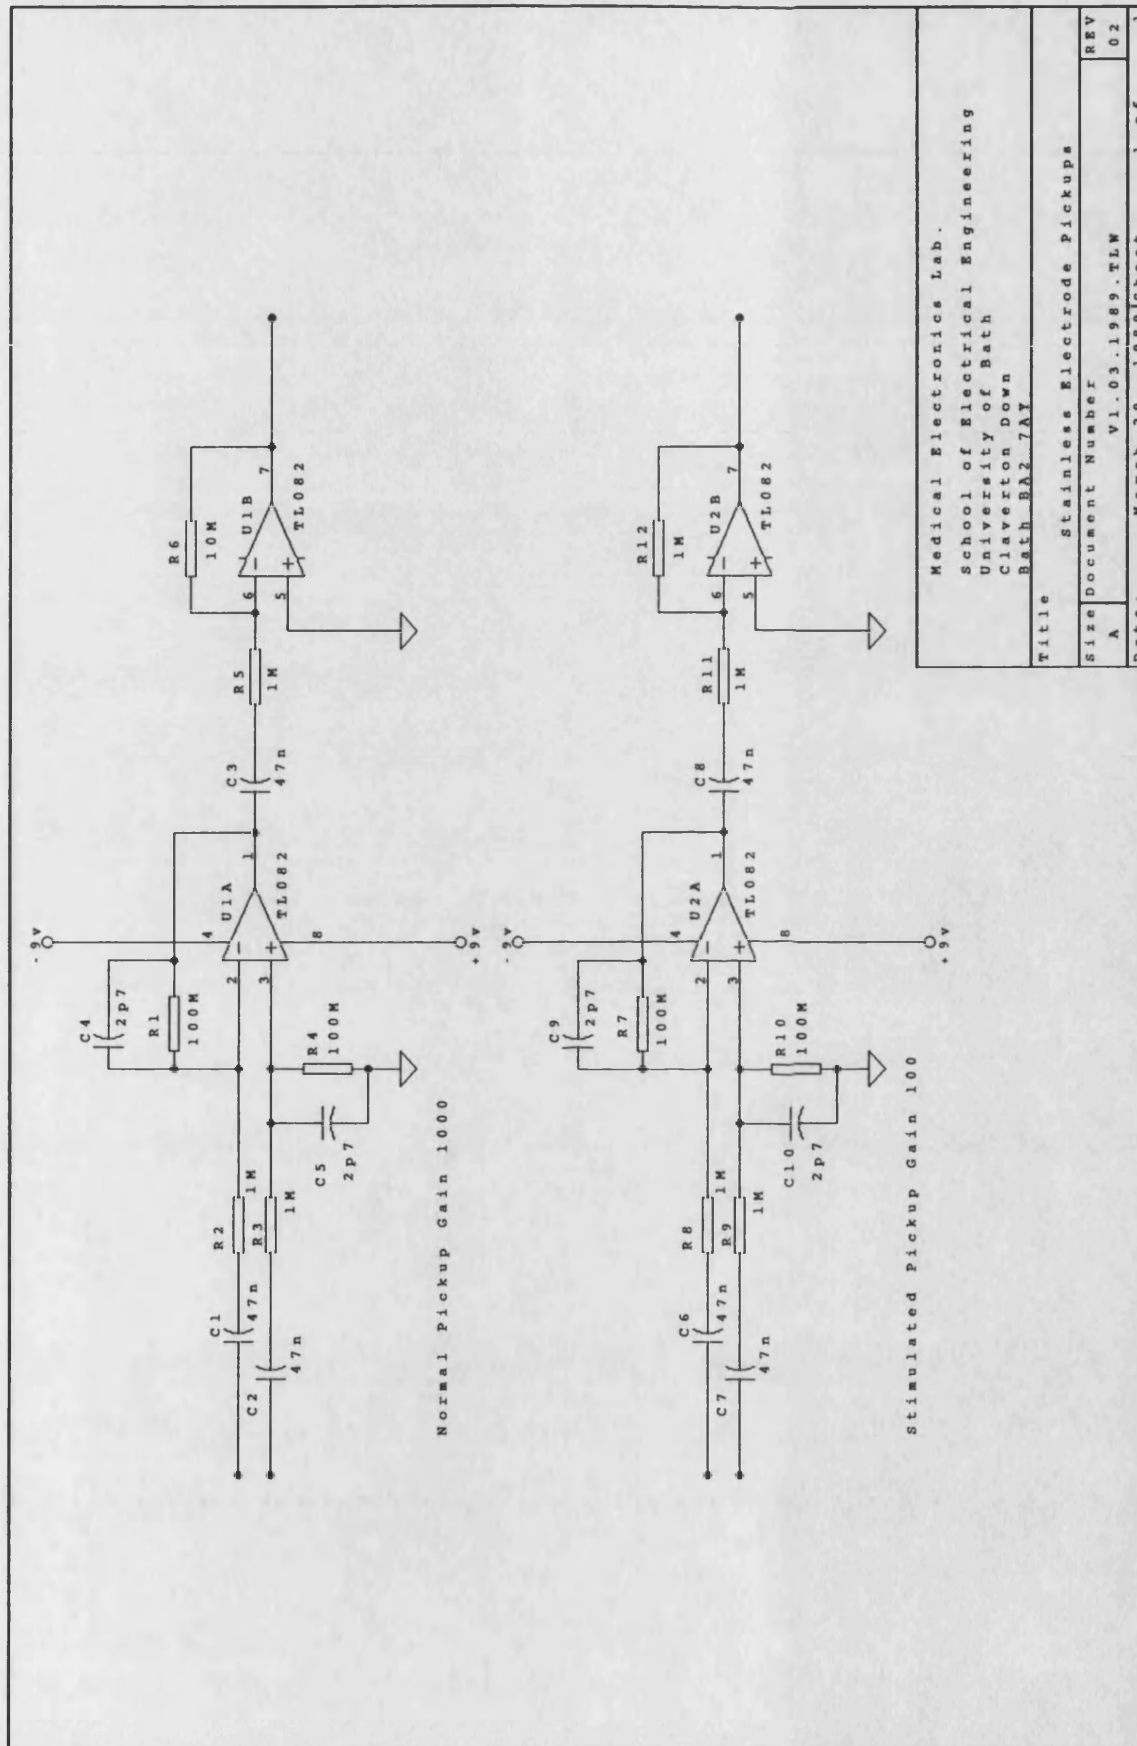 -9v
C4
2p7
R1
100M
U1A
4
2
3
1
8
TL082
+9v
C1
47n
R2
1M
C2
47n
R3
1M
C5
2p7
R4
100M
C3
47n
R5
1M
R6
10M
U1B
6
5
7
TL082
Normal Pickup Gain 1000
-9v
C9
2p7
R7
100M
U2A
4
2
3
1
8
TL082
+9v
C6
47n
R8
1M
C7
47n
R9
1M
C10
2p7
R10
100M
C8
47n
R11
1M
R12
1M
U2B
6
5
7
TL082
Stimulated Pickup Gain 100
Medical Electronics Lab.
School of Electrical Engineering
University of Bath
Claverton Down
Bath BA2 7AY
Title
Stainless Electrode Pickups
Size Document Number REV
A V1.03.1989.TLW 02